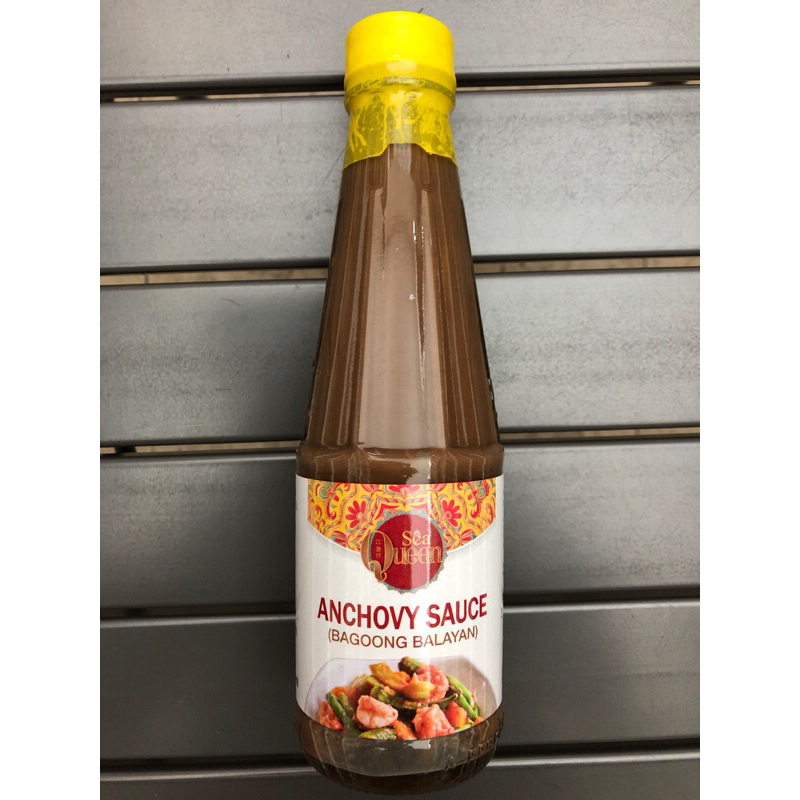 Sea
Queen
ANCHOVY SAUCE
(BAGOONG BALAYAN)